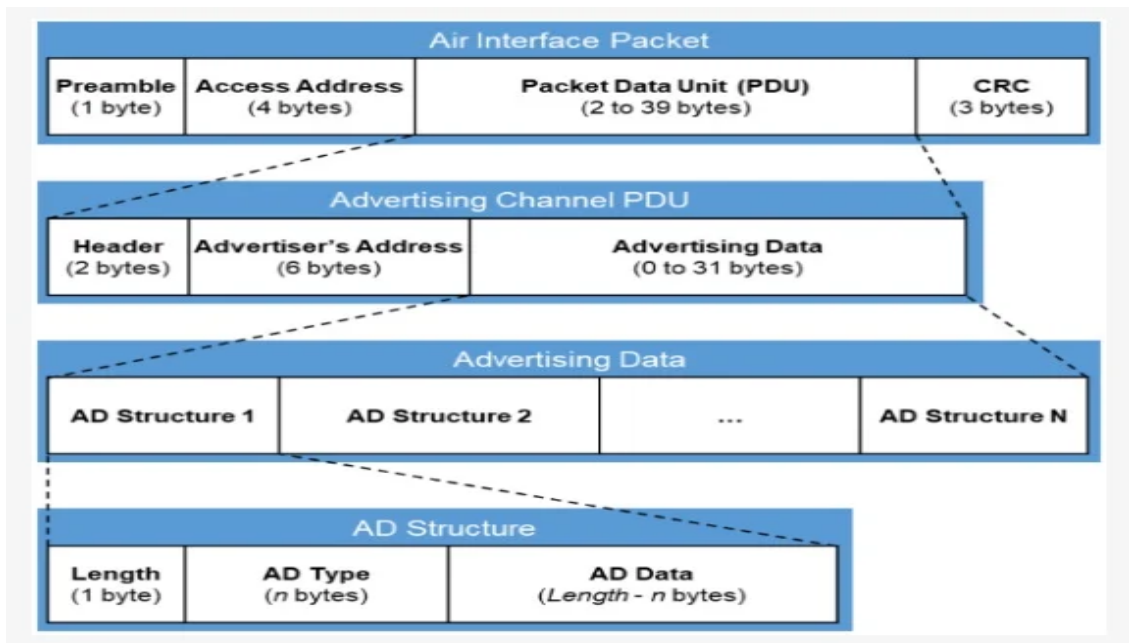 Air Interface Packet
Preamble
(1 byte)
Access Address
(4 bytes)
Packet Data Unit (PDU)
(2 to 39 bytes)
CRC
(3 bytes)
Advertising Channel PDU
Header
(2 bytes)
Advertiser's Address
(6 bytes)
Advertising Data
(0 to 31 bytes)
Advertising Data
AD Structure 1
AD Structure 2
...
AD Structure N
AD Structure
Length
(1 byte)
AD Type
(n bytes)
AD Data
(Length - n bytes)